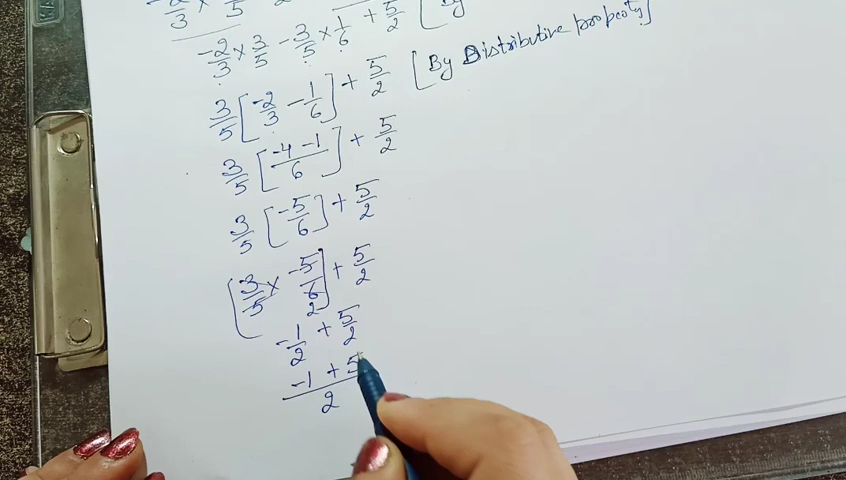 -2/3 × 3/5 - 3/5 × 1/6 + 5/2 [By
3/5 [-2/3 - 1/6] + 5/2 [By Distributive property]
3/5 [-4 -1/6] + 5/2
3/5 [-5/6] + 5/2
[3/5 × -5/6 2] + 5/2
-1/2 + 5/2
-1 + 5/2